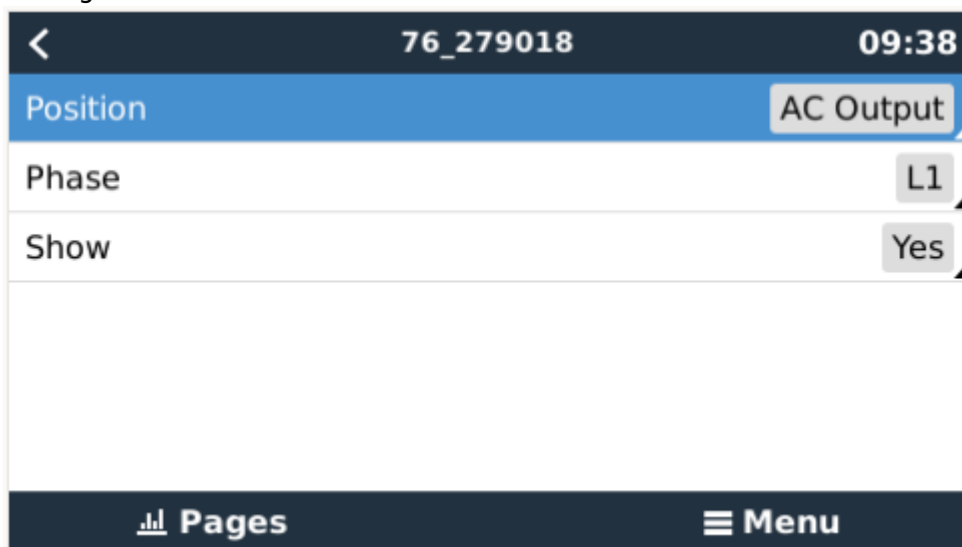 76_279018 09:38
Position AC Output
Phase L1
Show Yes
Pages Menu